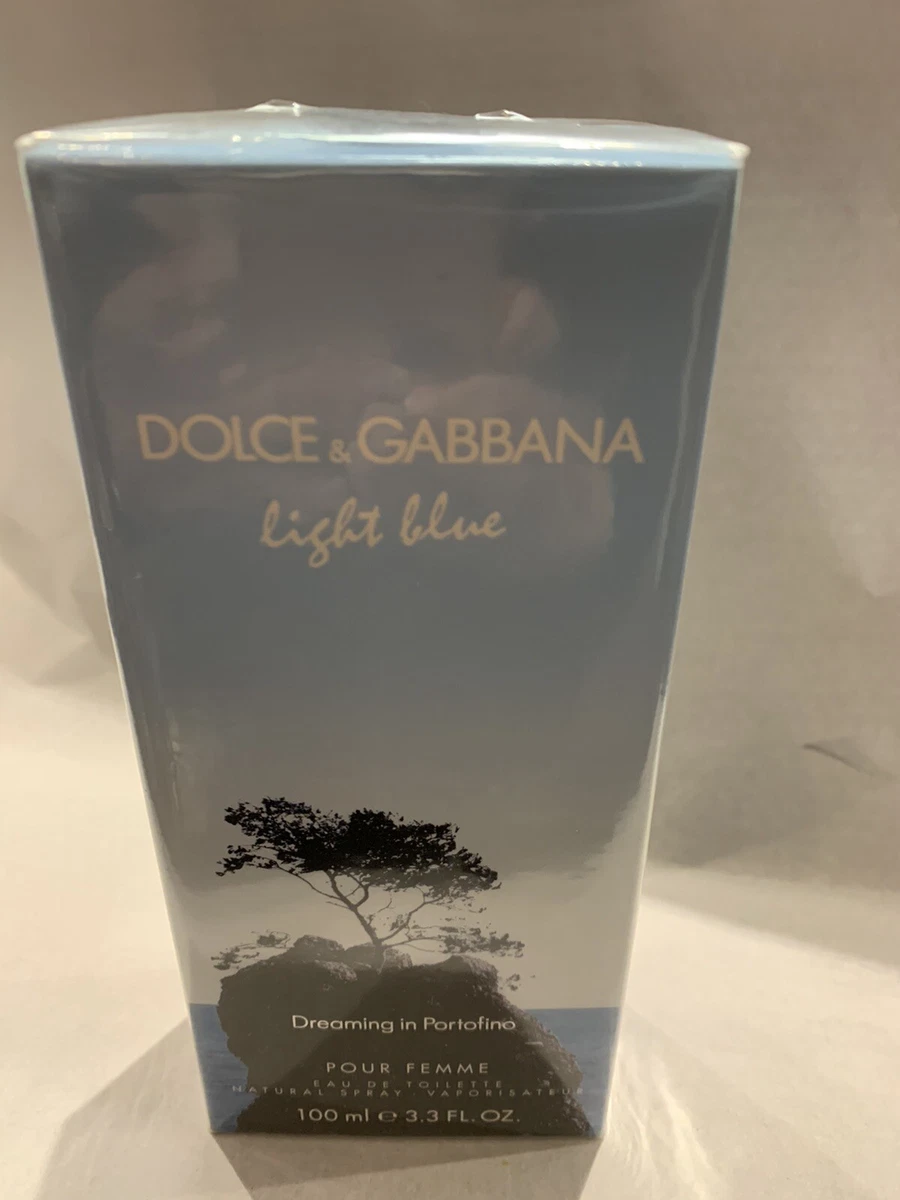 DOLCE & GABBANA
light blue
Dreaming in Portofino
POUR FEMME
EAU DE TOILETTE
NATURAL SPRAY · VAPORISATEUR
100 ml ℮ 3.3 FL. OZ.